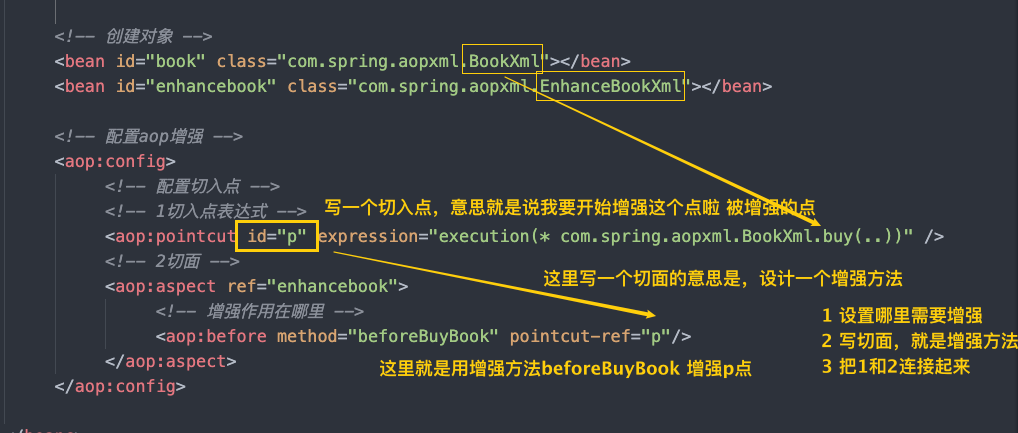 <!-- 创建对象 -->
<bean id="book" class="com.spring.aopxml.BookXml"></bean>
<bean id="enhancebook" class="com.spring.aopxml.EnhanceBookXml"></bean>
<!-- 配置aop增强 -->
<aop:config>
<!-- 配置切入点 -->
<!-- 1切入点表达式 --> 写一个切入点，意思就是说我要开始增强这个点啦 被增强的点
<aop:pointcut id="p" expression="execution(* com.spring.aopxml.BookXml.buy(..))" />
<!-- 2切面 -->
这里写一个切面的意思是，设计一个增强方法
<aop:aspect ref="enhancebook">
<!-- 增强作用在哪里 -->
1 设置哪里需要增强
<aop:before method="beforeBuyBook" pointcut-ref="p"/>
2 写切面，就是增强方法
</aop:aspect>
这里就是用增强方法beforeBuyBook 增强p点
3 把1和2连接起来
</aop:config>